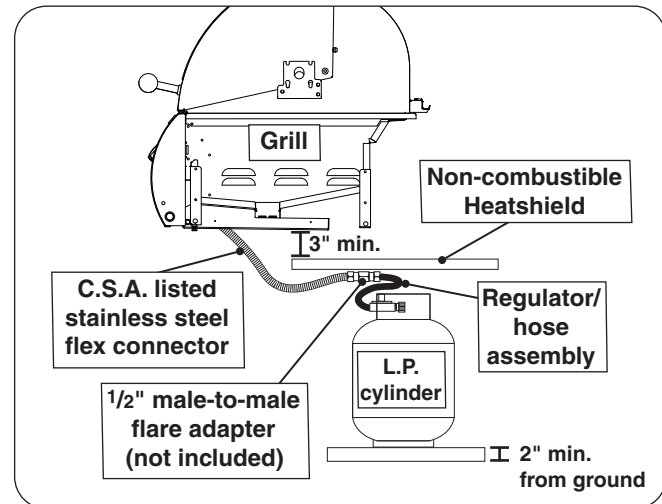 Grill
Non-combustible
Heatshield
3" min.
C.S.A. listed
stainless steel
flex connector
Regulator/
hose
assembly
L.P.
cylinder
1/2" male-to-male
flare adapter
(not included)
2" min.
from ground